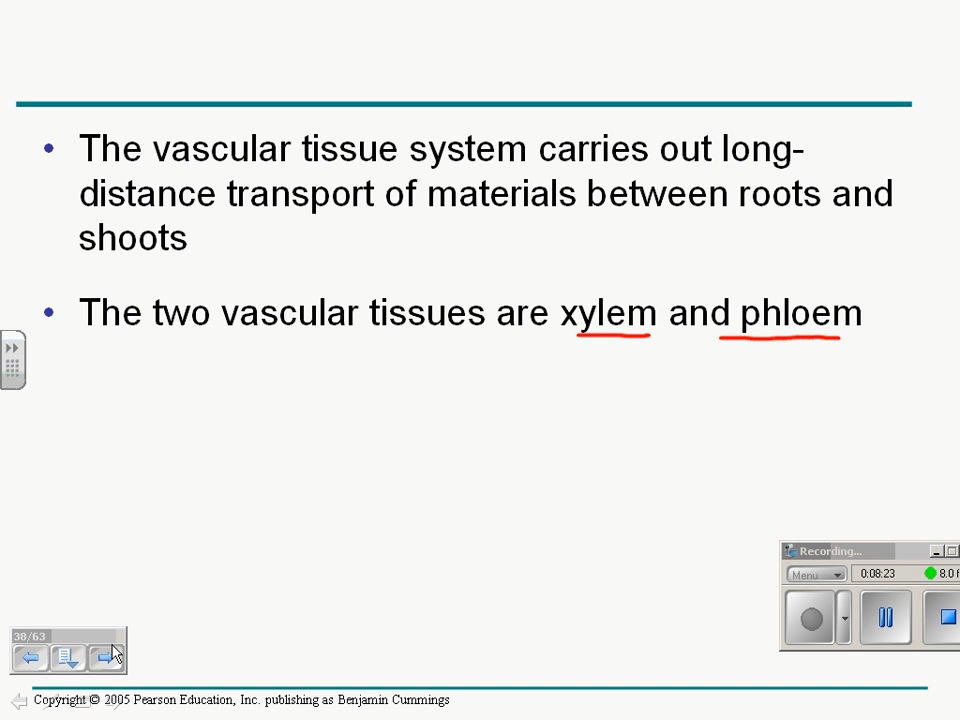 • The vascular tissue system carries out long-
distance transport of materials between roots and
shoots
• The two vascular tissues are xylem and phloem
Recording...
Menu
0:08:23
8.0 f
38/63
Copyright © 2005 Pearson Education, Inc. publishing as Benjamin Cummings